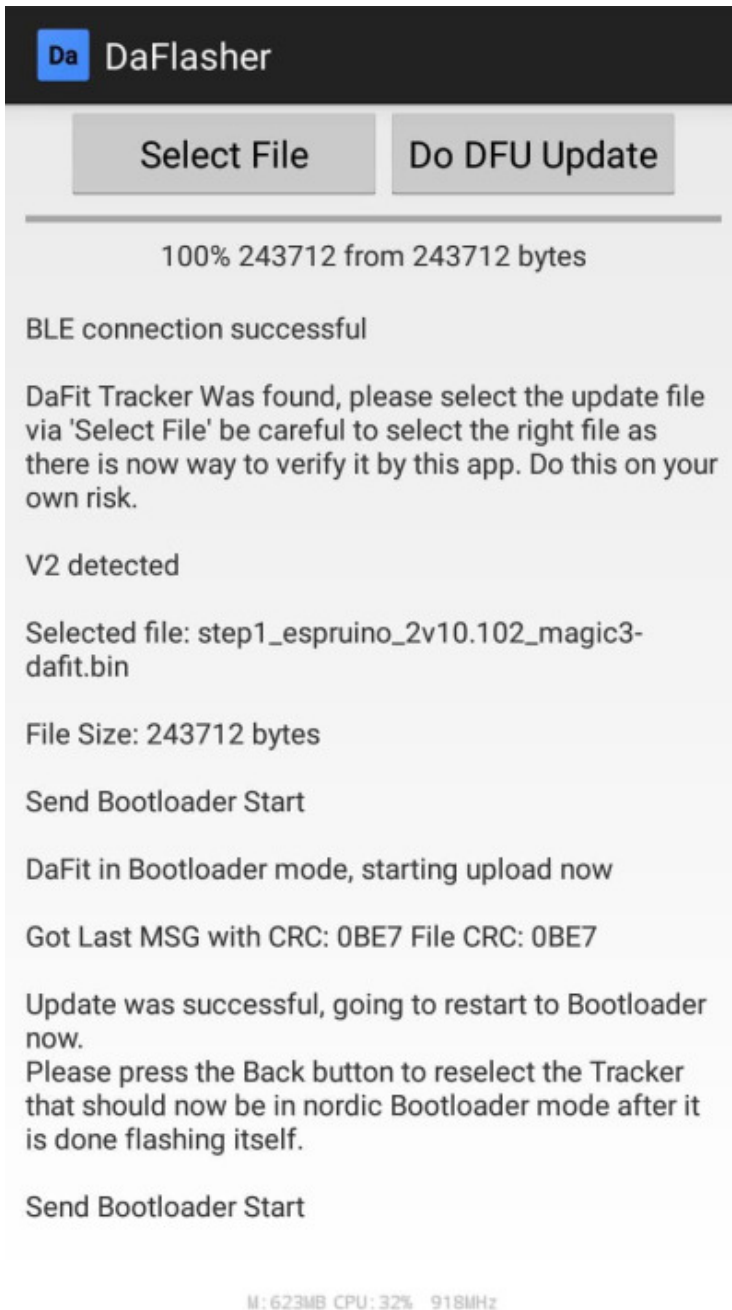 Da DaFlasher
Select File Do DFU Update
100% 243712 from 243712 bytes
BLE connection successful
DaFit Tracker Was found, please select the update file
via 'Select File' be careful to select the right file as
there is now way to verify it by this app. Do this on your
own risk.
V2 detected
Selected file: step1_espruino_2v10.102_magic3-
dafit.bin
File Size: 243712 bytes
Send Bootloader Start
DaFit in Bootloader mode, starting upload now
Got Last MSG with CRC: 0BE7 File CRC: 0BE7
Update was successful, going to restart to Bootloader
now.
Please press the Back button to reselect the Tracker
that should now be in nordic Bootloader mode after it
is done flashing itself.
Send Bootloader Start
M:623MB CPU:32% 918MHz